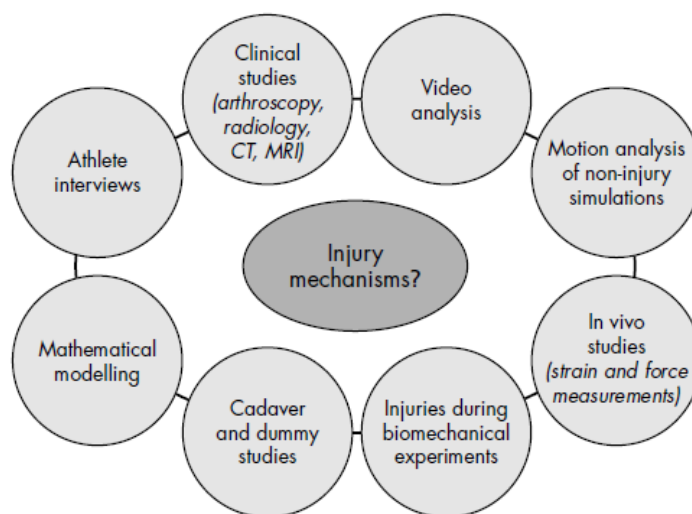 Clinical
studies
(arthroscopy,
radiology,
CT, MRI)
Video
analysis
Athlete
interviews
Motion analysis
of non-injury
simulations
Injury
mechanisms?
Mathematical
modelling
In vivo
studies
(strain and force
measurements)
Cadaver
and dummy
studies
Injuries during
biomechanical
experiments